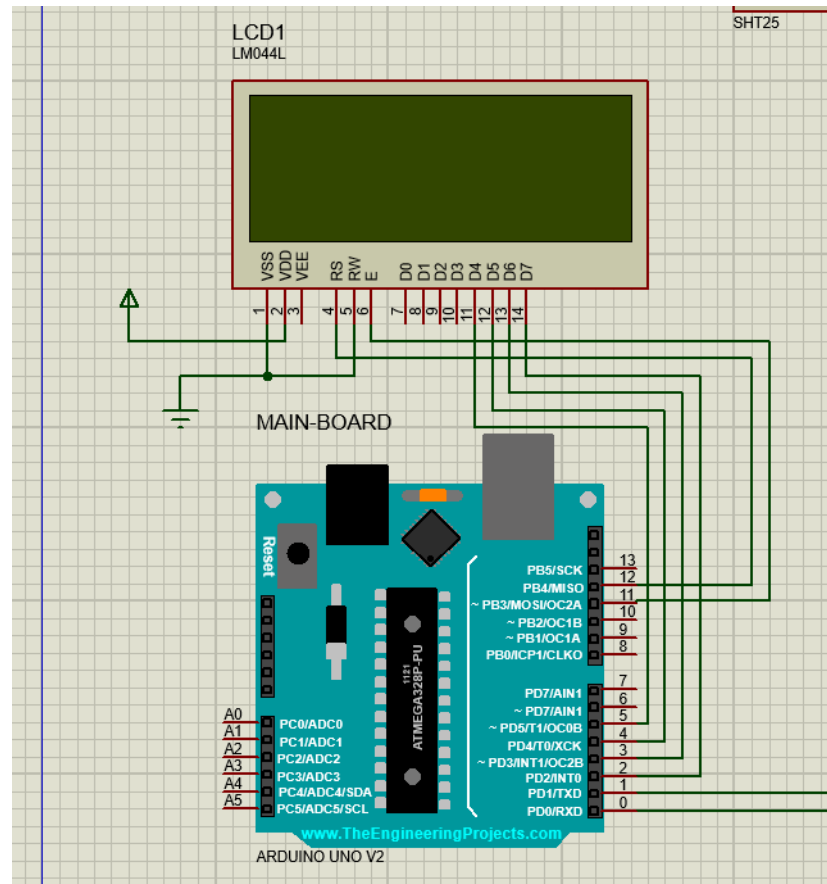 LCD1
LM044L
SHT25
VSS
VDD
VEE
RS
RW
E
D0
D1
D2
D3
D4
D5
D6
D7
1
2
3
4
5
6
7
8
9
10
11
12
13
14
MAIN-BOARD
Reset
1121
ATMEGA328P-PU
PB5/SCK 13
PB4/MISO 12
~ PB3/MOSI/OC2A 11
~ PB2/OC1B 10
~ PB1/OC1A 9
PB0/ICP1/CLKO 8
PD7/AIN1 7
~ PD7/AIN1 6
~ PD5/T1/OC0B 5
PD4/T0/XCK 4
~ PD3/INT1/OC2B 3
PD2/INT0 2
PD1/TXD 1
PD0/RXD 0
A0 PC0/ADC0
A1 PC1/ADC1
A2 PC2/ADC2
A3 PC3/ADC3
A4 PC4/ADC4/SDA
A5 PC5/ADC5/SCL
www.TheEngineeringProjects.com
ARDUINO UNO V2